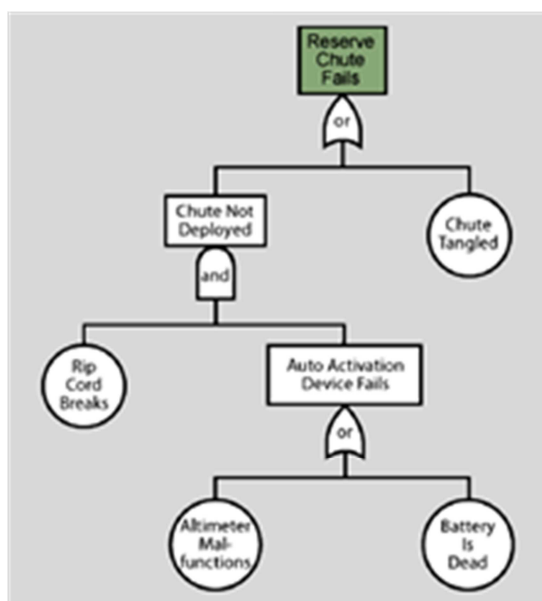 Reserve
Chute
Fails
or
Chute Not
Deployed
Chute
Tangled
and
Rip
Cord
Breaks
Auto Activation
Device Fails
or
Altimeter
Mal-
functions
Battery
Is
Dead